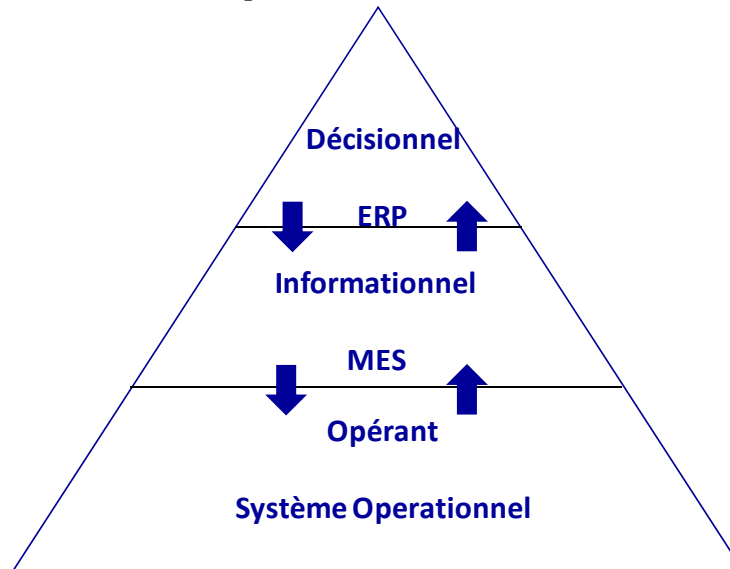 Décisionnel
ERP
Informationnel
MES
Opérant
Système Operationnel